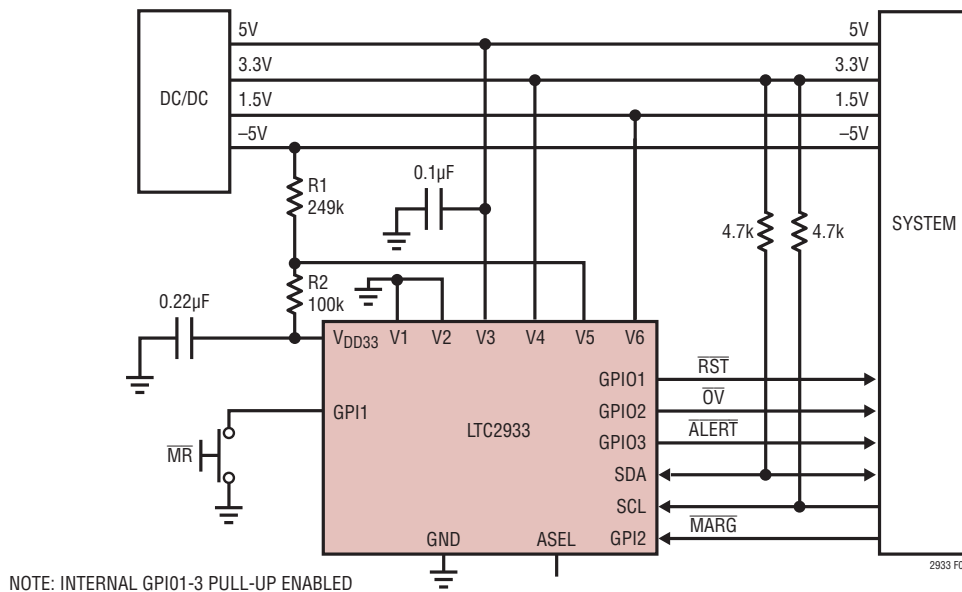 5V
5V
3.3V
3.3V
DC/DC
1.5V
1.5V
–5V
–5V
R1
249k
0.1µF
4.7k
4.7k
SYSTEM
R2
100k
0.22µF
VDD33
V1
V2
V3
V4
V5
V6
GPIO1
RST
GPI1
GPIO2
OV
LTC2933
GPIO3
ALERT
MR
SDA
SCL
GND
ASEL
GPI2
MARG
2933 F
NOTE: INTERNAL GPI01-3 PULL-UP ENABLED